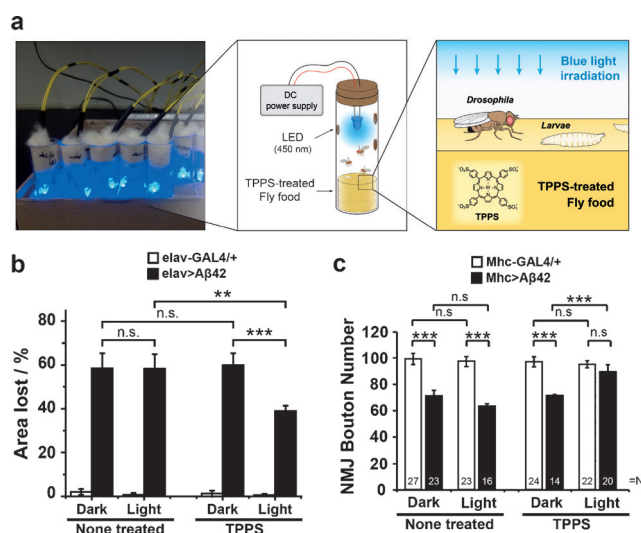 a
DC
power supply
LED
(450 nm)
TPPS-treated
Fly food
Blue light
irradiation
Drosophila
Larvae
TPPS-treated
Fly food
TPPS
b
elav-GAL4/+
elav>Aβ42
Area lost / %
80
60
40
20
0
n.s.
n.s.
**
***
Dark Light Dark Light
None treated TPPS
c
Mhc-GAL4/+
Mhc>Aβ42
NMJ Bouton Number
120
100
80
60
40
20
0
n.s
n.s
***
n.s
*** *** *** n.s
27 23 23 16 24 14 22 20 =N
Dark Light Dark Light
None treated TPPS